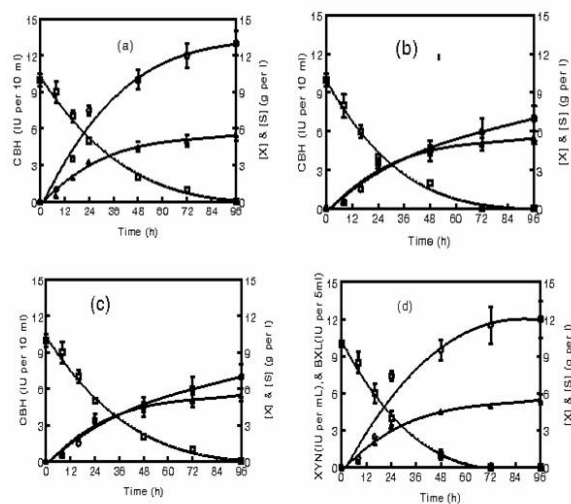 (a)
CBH (IU per 10 ml)
[X] & [S] (g per l)
15 12 9 6 3 0
15 12 9 6 3 0
0 12 24 36 48 60 72 84 96
Time (h)
(b)
CBH (IU per 10 ml)
[X] & [S] (g per l)
15 12 9 6 3 0
15 12 9 6 3 0
0 12 24 36 48 60 72 84 96
Time (h)
(c)
CBH (IU per 10 ml)
[X] & [S] (g per l)
15 12 9 6 3 0
15 12 9 6 3 0
0 12 24 36 48 60 72 84 96
Time (h)
(d)
XYN(IU per mL), & BXL(IU per 5ml)
[X] & [S] (g per l)
15 12 9 6 3 0
15 12 9 6 3 0
0 12 24 36 48 60 72 84 96
Time (h)